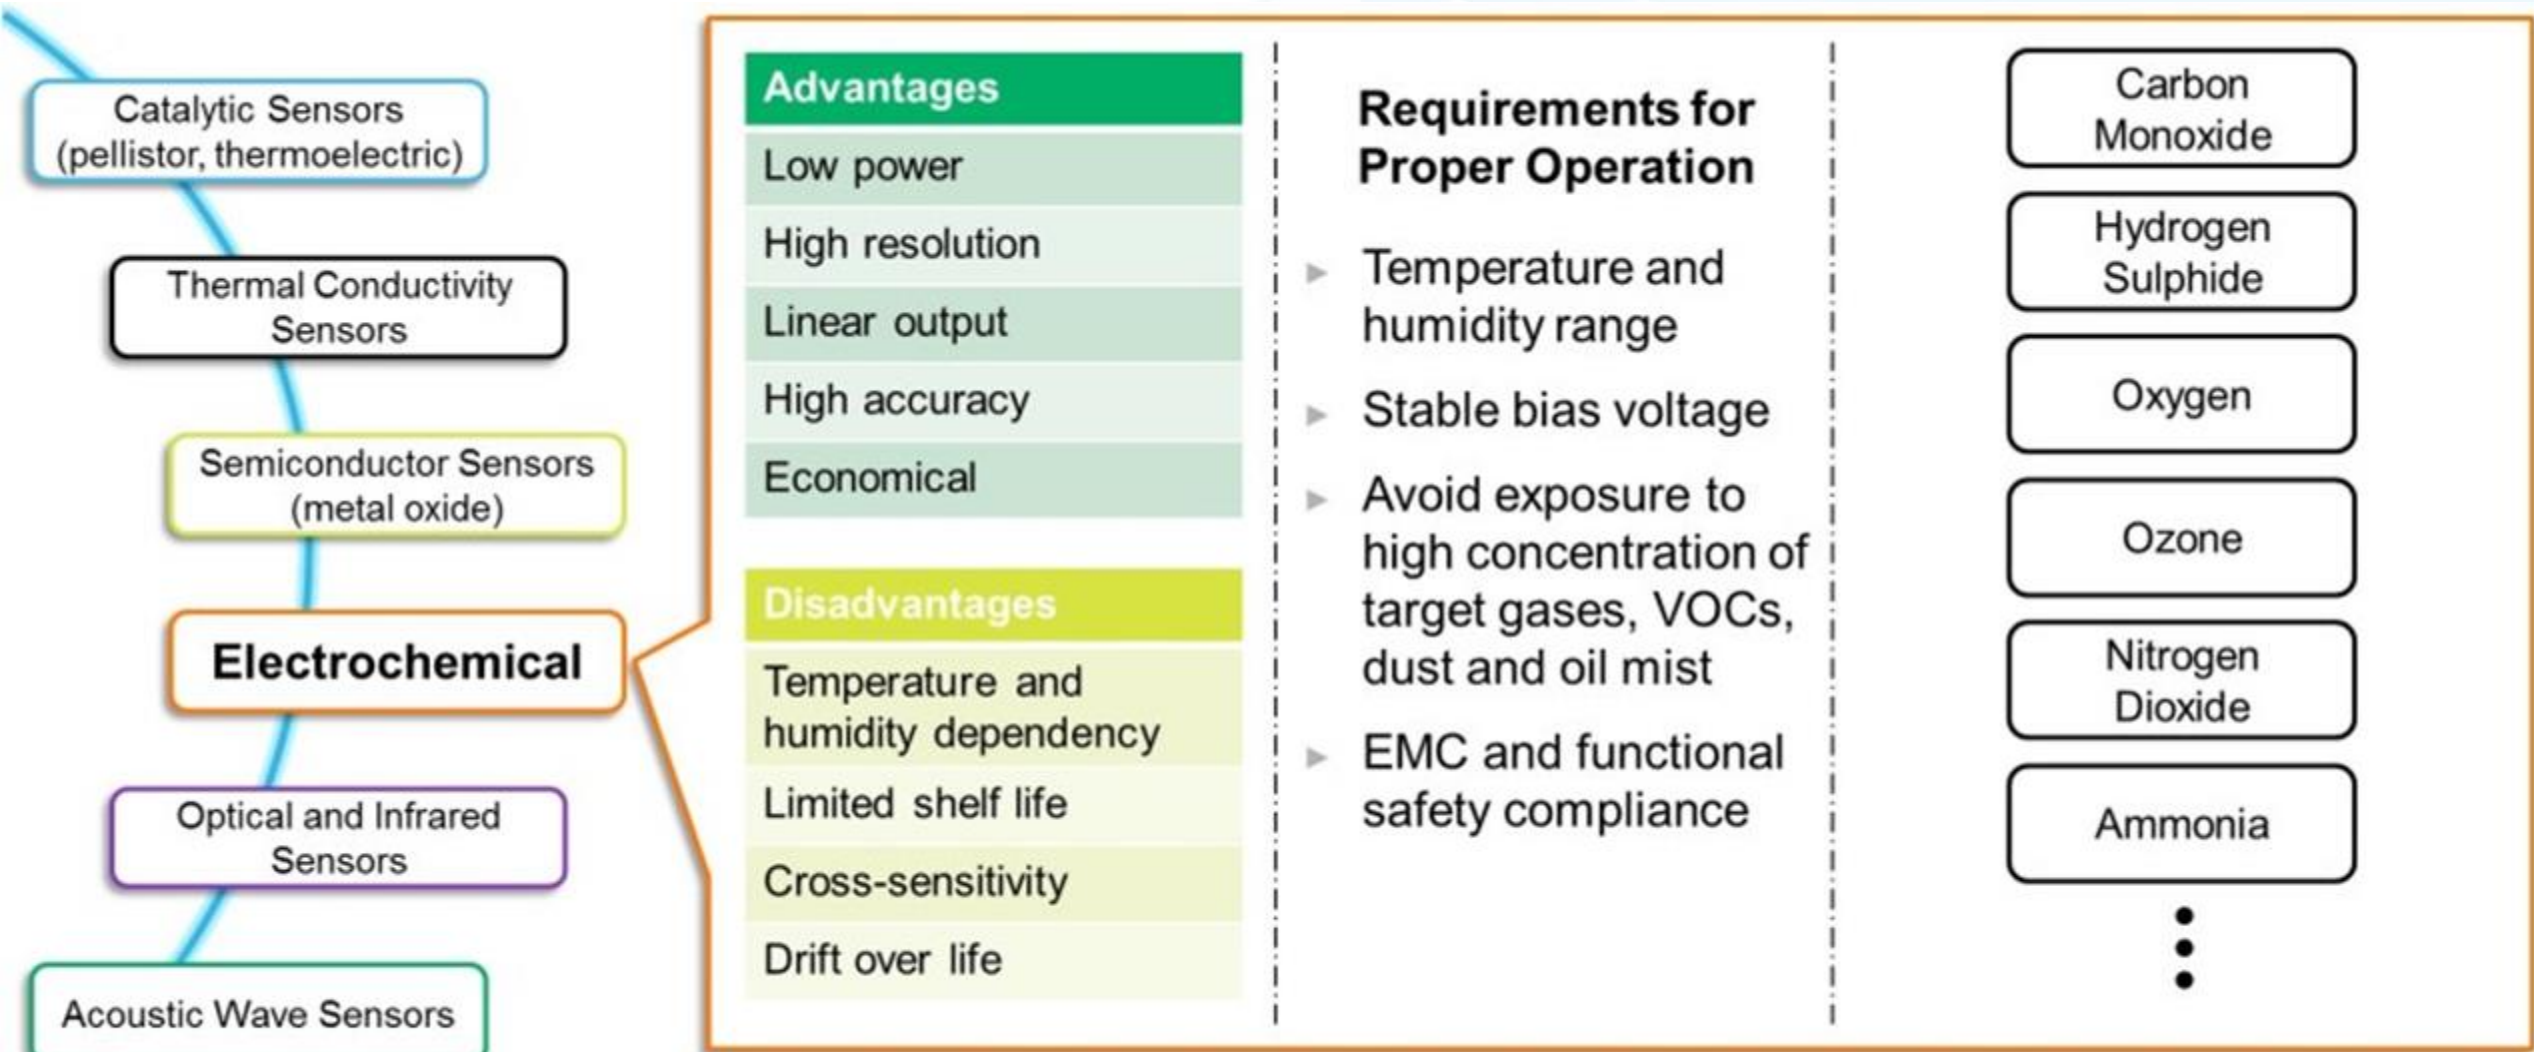 Catalytic Sensors
(pellistor, thermoelectric)
Thermal Conductivity
Sensors
Semiconductor Sensors
(metal oxide)
Electrochemical
Optical and Infrared
Sensors
Acoustic Wave Sensors
Advantages
Low power
High resolution
Linear output
High accuracy
Economical
Disadvantages
Temperature and
humidity dependency
Limited shelf life
Cross-sensitivity
Drift over life
Requirements for
Proper Operation
Temperature and
humidity range
Stable bias voltage
Avoid exposure to
high concentration of
target gases, VOCs,
dust and oil mist
EMC and functional
safety compliance
Carbon
Monoxide
Hydrogen
Sulphide
Oxygen
Ozone
Nitrogen
Dioxide
Ammonia